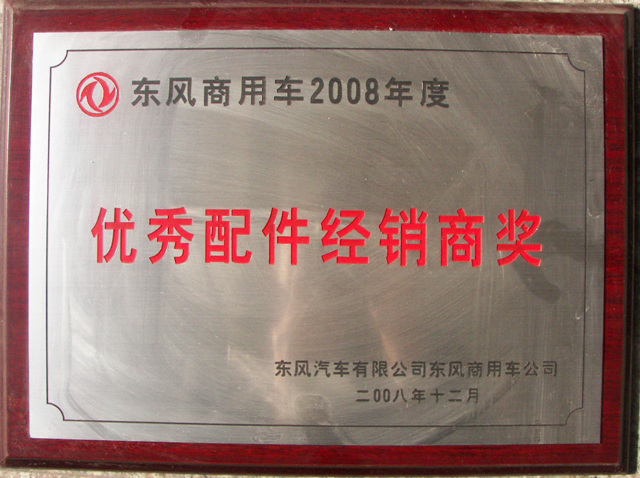 东风商用车2008年度
优秀配件经销商奖
东风汽车有限公司东风商用车公司
二00八年十二月